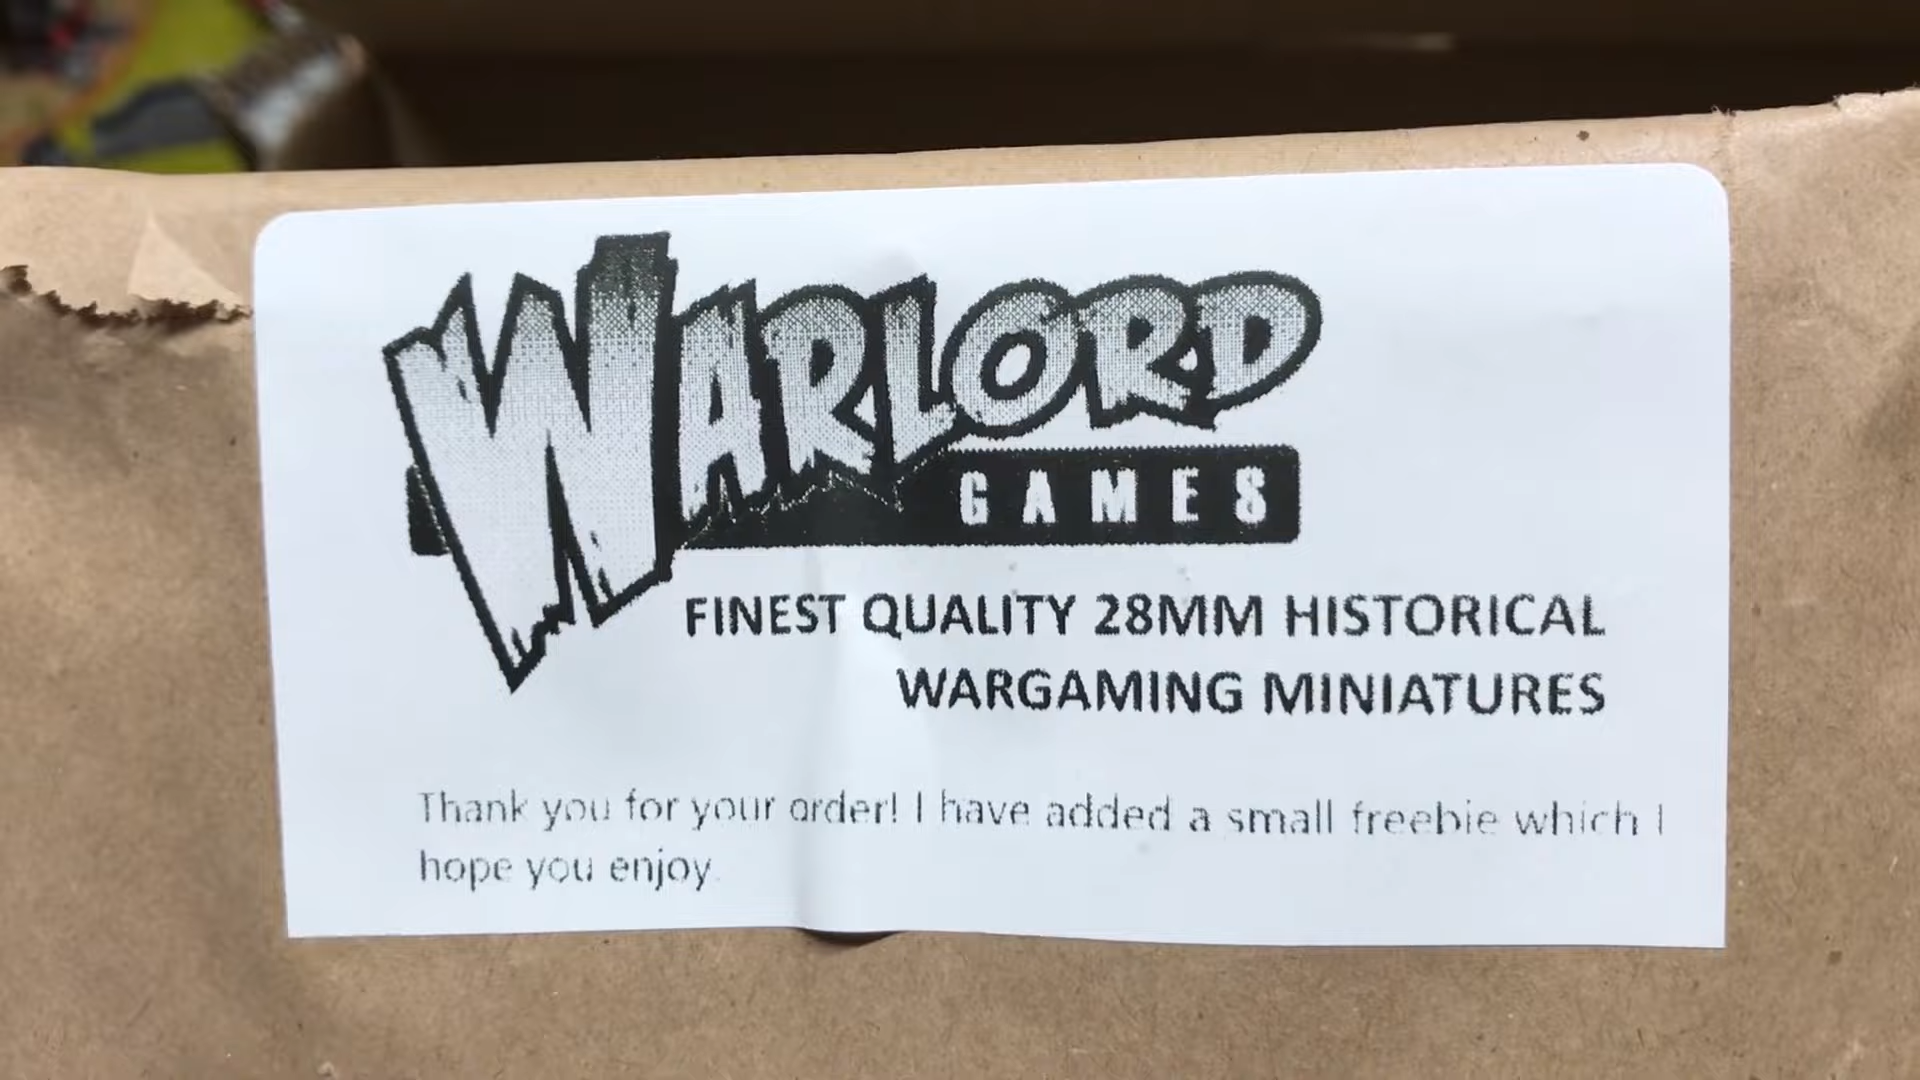 WARLORD
GAMES
FINEST QUALITY 28MM HISTORICAL
WARGAMING MINIATURES
Thank you for your order! I have added a small freebie which I
hope you enjoy.